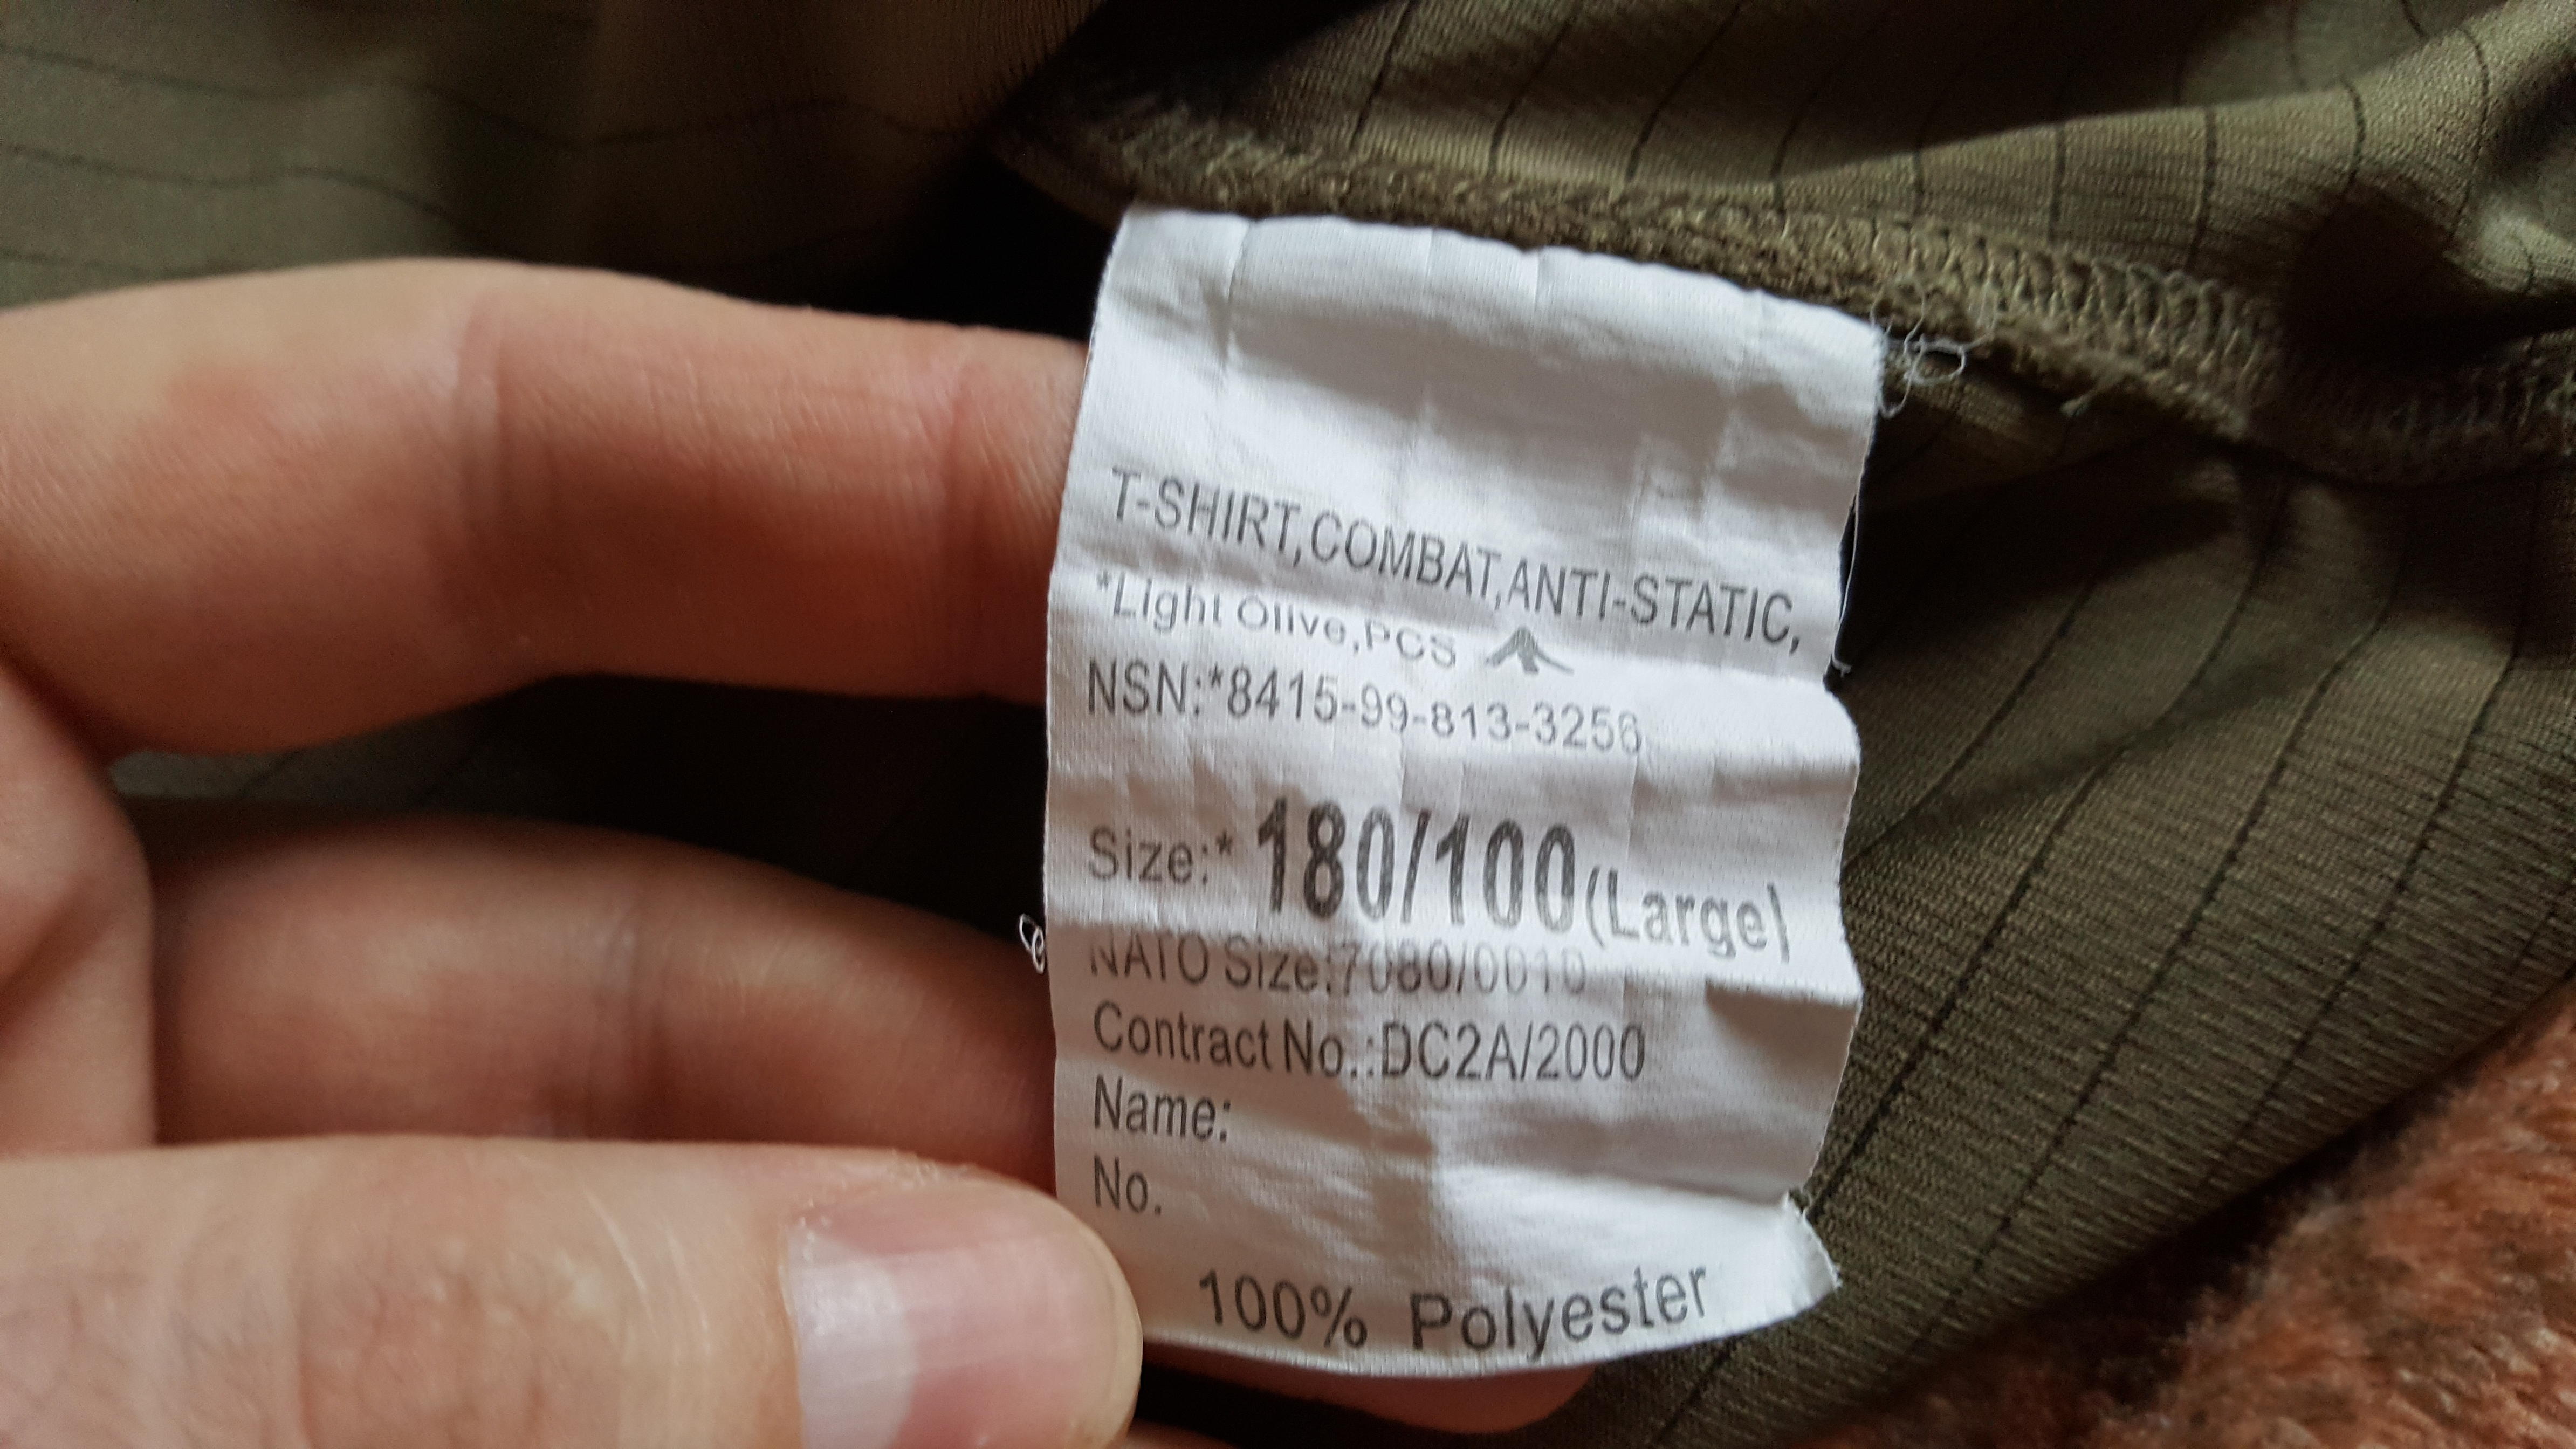 T-SHIRT,COMBAT,ANTI-STATIC,
*Light Olive,PCS
NSN:*8415-99-813-3256
Size:* 180/100(Large)
NATO Size:7080/0010
Contract No.:DC2A/2000
Name:
No.
100% Polyester